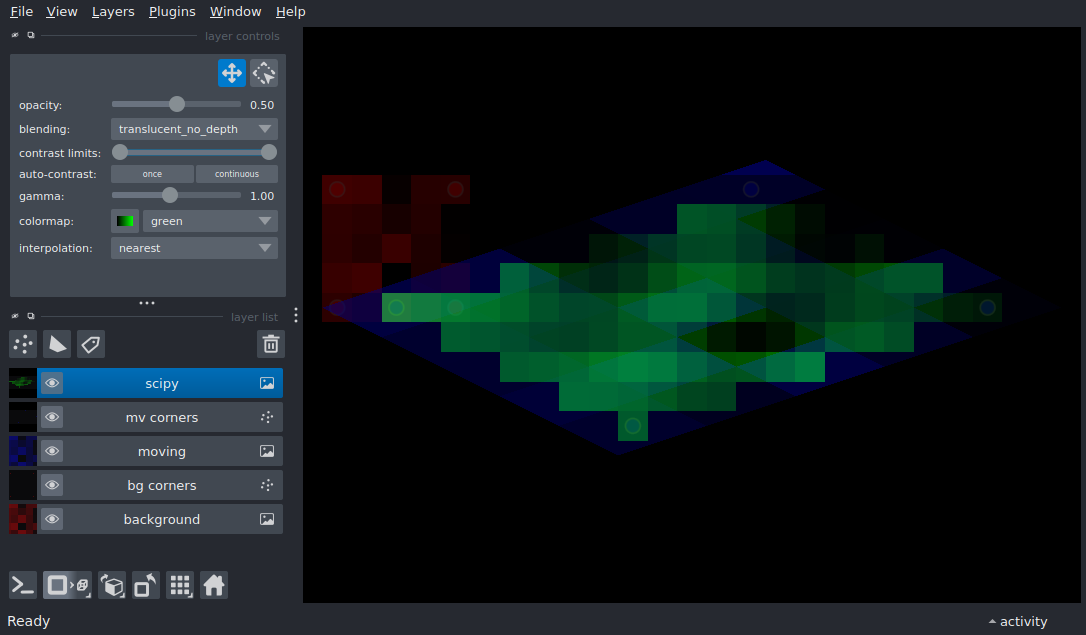 File View Layers Plugins Window Help
layer controls
opacity: 0.50
blending: translucent_no_depth
contrast limits:
auto-contrast: once continuous
gamma: 1.00
colormap: green
interpolation: nearest
layer list
scipy
mv corners
moving
bg corners
background
Ready
activity